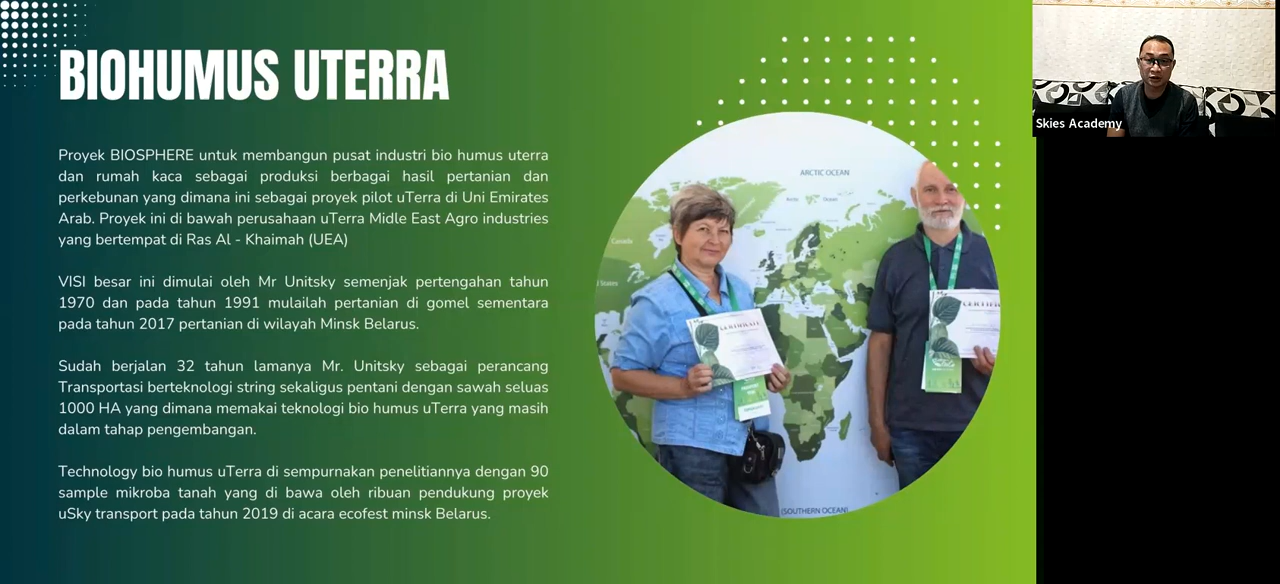 BIOHUMUS UTERRA
Proyek BIOSPHERE untuk membangun pusat industri bio humus uterra
dan rumah kaca sebagai produksi berbagai hasil pertanian dan
perkebunan yang dimana ini sebagai proyek pilot uTerra di Uni Emirates
Arab. Proyek ini di bawah perusahaan uTerra Midle East Agro industries
yang bertempat di Ras Al - Khaimah (UEA)
VISI besar ini dimulai oleh Mr Unitsky semenjak pertengahan tahun
1970 dan pada tahun 1991 mulailah pertanian di gomel sementara
pada tahun 2017 pertanian di wilayah Minsk Belarus.
Sudah berjalan 32 tahun lamanya Mr. Unitsky sebagai perancang
Transportasi berteknologi string sekaligus pentani dengan sawah seluas
1000 HA yang dimana memakai teknologi bio humus uTerra yang masih
dalam tahap pengembangan.
Technology bio humus uTerra di sempurnakan penelitiannya dengan 90
sample mikroba tanah yang di bawa oleh ribuan pendukung proyek
uSky transport pada tahun 2019 di acara ecofest minsk Belarus.
ARCTIC OCEAN
Canada
States
CERTIFICATE
(SOUTHERN OCEAN)
Skies Academy